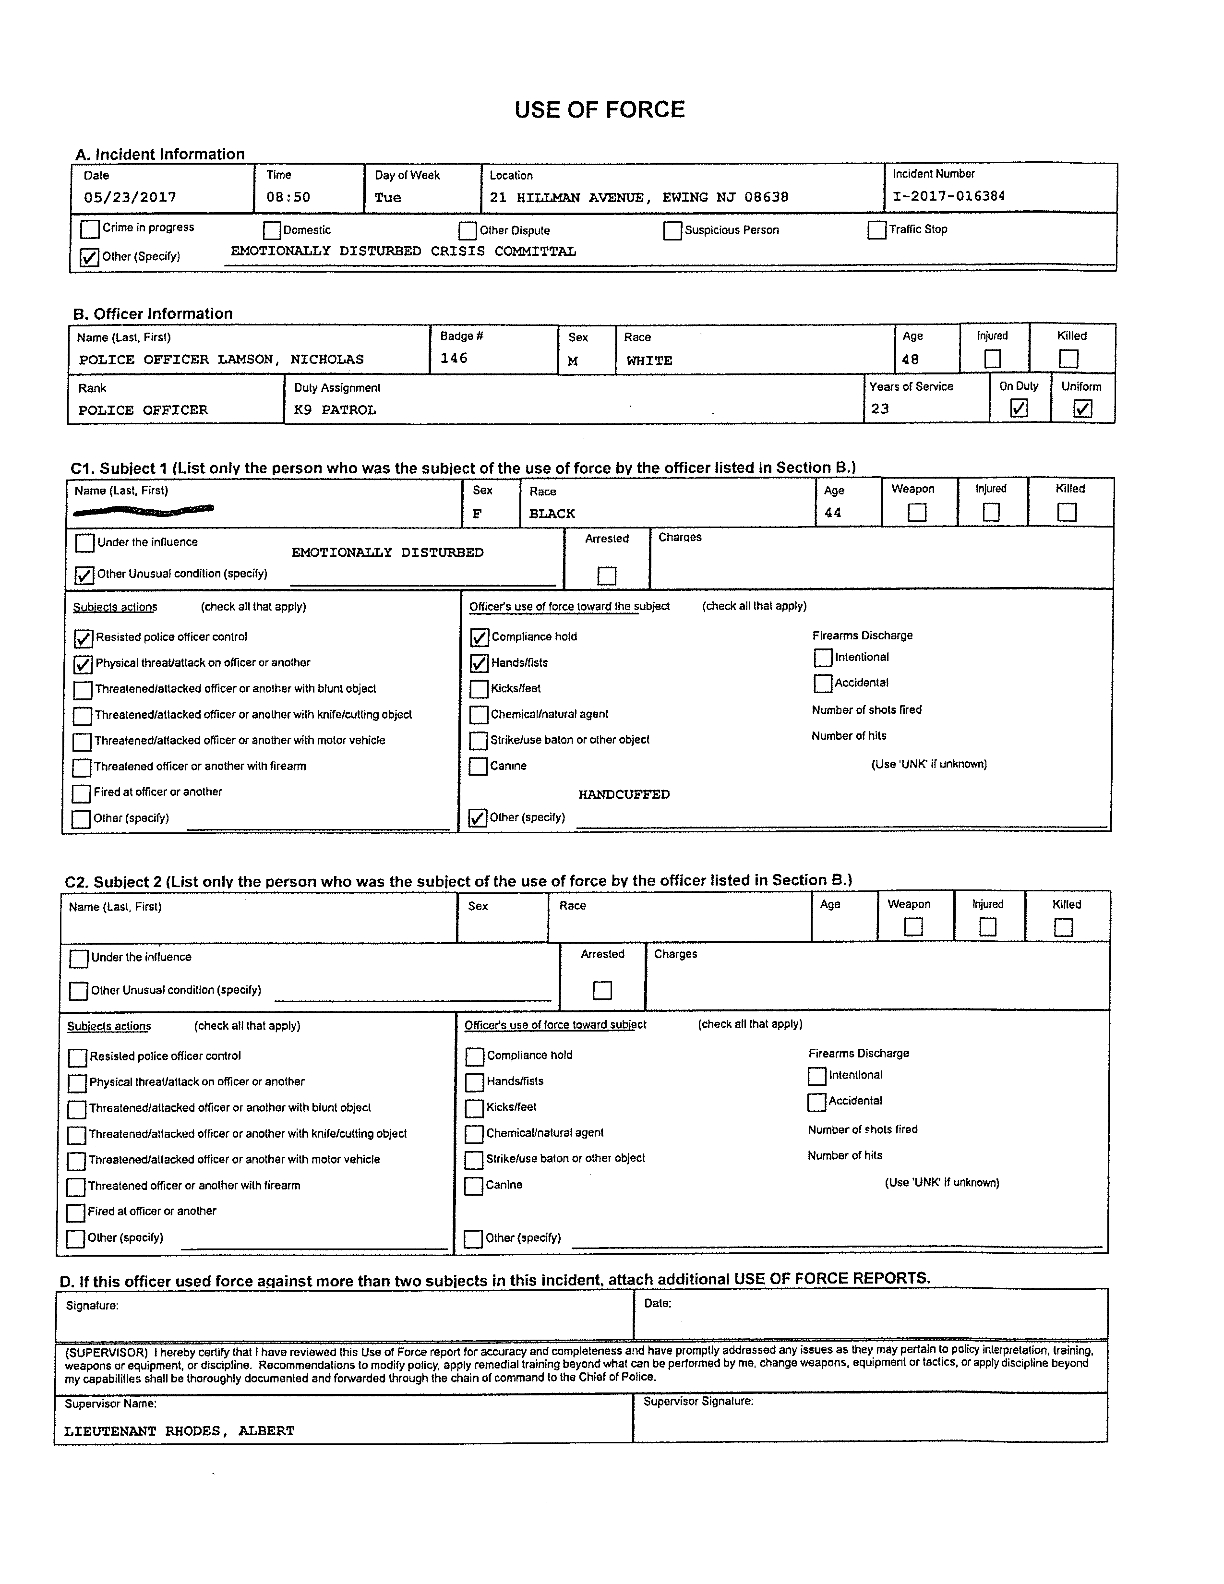 USE OF FORCE
A. Incident Information
Date Time Day of Week Location Incident Number
05/23/2017 08:50 Tue 21 HILLMAN AVENUE, EWING NJ 08638 I-2017-016384
Crime in progress Domestic Other Dispute Suspicious Person Traffic Stop
Other (Specify) EMOTIONALLY DISTURBED CRISIS COMMITTAL
B. Officer Information
Name (Last, First) Badge # Sex Race Age Injured Killed
POLICE OFFICER LAMSON, NICHOLAS 146 M WHITE 48
Rank Duty Assignment Years of Service On Duty Uniform
POLICE OFFICER K9 PATROL 23
C1. Subject 1 (List only the person who was the subject of the use of force by the officer listed in Section B.)
Name (Last, First) Sex Race Age Weapon Injured Killed
F BLACK 44
Under the influence Arrested Charges
EMOTIONALLY DISTURBED
Other Unusual condition (specify)
Subjects actions (check all that apply) Officer's use of force toward the subject (check all that apply)
Resisted police officer control Compliance hold Firearms Discharge
Physical threat/attack on officer or another Hands/fists Intentional
Threatened/attacked officer or another with blunt object Kicks/feet Accidental
Threatened/attacked officer or another with knife/cutting object Chemical/natural agent Number of shots fired
Threatened/attacked officer or another with motor vehicle Strike/use baton or other object Number of hits
Threatened officer or another with firearm Canine (Use 'UNK' if unknown)
Fired at officer or another HANDCUFFED
Other (specify) Other (specify)
C2. Subject 2 (List only the person who was the subject of the use of force by the officer listed in Section B.)
Name (Last, First) Sex Race Age Weapon Injured Killed
Under the influence Arrested Charges
Other Unusual condition (specify)
Subjects actions (check all that apply) Officer's use of force toward subject (check all that apply)
Resisted police officer control Compliance hold Firearms Discharge
Physical threat/attack on officer or another Hands/fists Intentional
Threatened/attacked officer or another with blunt object Kicks/feet Accidental
Threatened/attacked officer or another with knife/cutting object Chemical/natural agent Number of shots fired
Threatened/attacked officer or another with motor vehicle Strike/use baton or other object Number of hits
Threatened officer or another with firearm Canine (Use 'UNK' if unknown)
Fired at officer or another
Other (specify) Other (specify)
D. If this officer used force against more than two subjects in this incident, attach additional USE OF FORCE REPORTS.
Signature: Date:
(SUPERVISOR) I hereby certify that I have reviewed this Use of Force report for accuracy and completeness and have promptly addressed any issues as they may pertain to policy interpretation, training,
weapons or equipment, or discipline. Recommendations to modify policy, apply remedial training beyond what can be performed by me, change weapons, equipment or tactics, or apply discipline beyond
my capabilities shall be thoroughly documented and forwarded through the chain of command to the Chief of Police.
Supervisor Name: Supervisor Signature:
LIEUTENANT RHODES, ALBERT